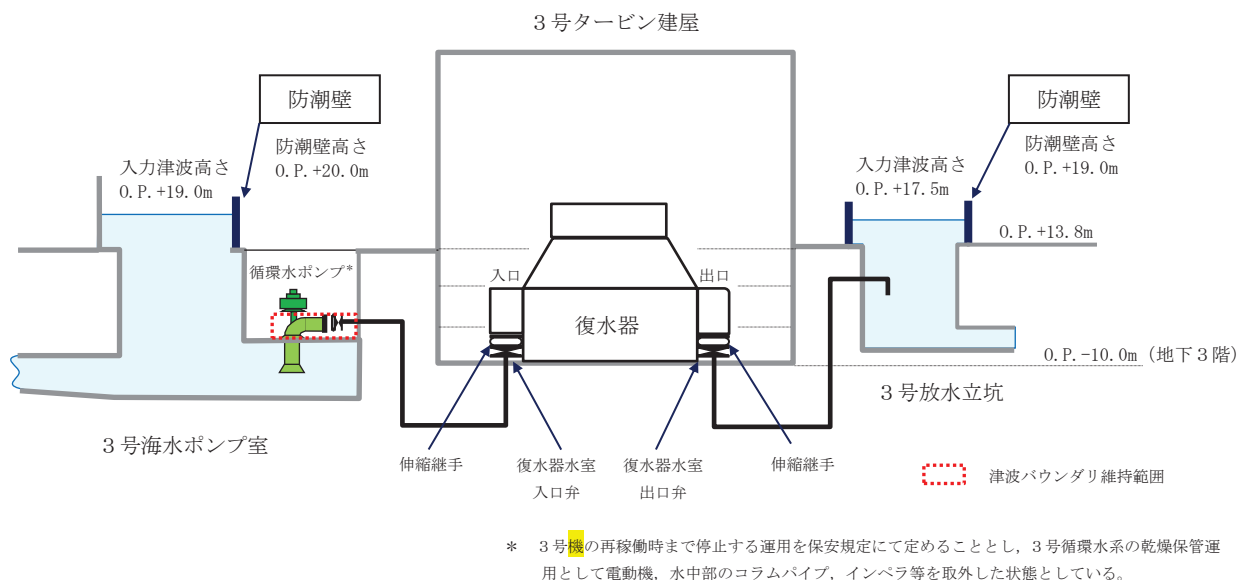 ３号タービン建屋
防潮壁
防潮壁高さ
O.P.+20.0m
入力津波高さ
O.P.+19.0m
防潮壁
防潮壁高さ
O.P.+19.0m
入力津波高さ
O.P.+17.5m
O.P.+13.8m
循環水ポンプ*
入口
出口
復水器
O.P.-10.0m（地下３階）
３号放水立坑
３号海水ポンプ室
伸縮継手
復水器水室
入口弁
復水器水室
出口弁
伸縮継手
津波バウンダリ維持範囲
* ３号機の再稼働時まで停止する運用を保安規定にて定めることとし，３号循環水系の乾燥保管運
用として電動機，水中部のコラムパイプ，インペラ等を取外した状態としている。